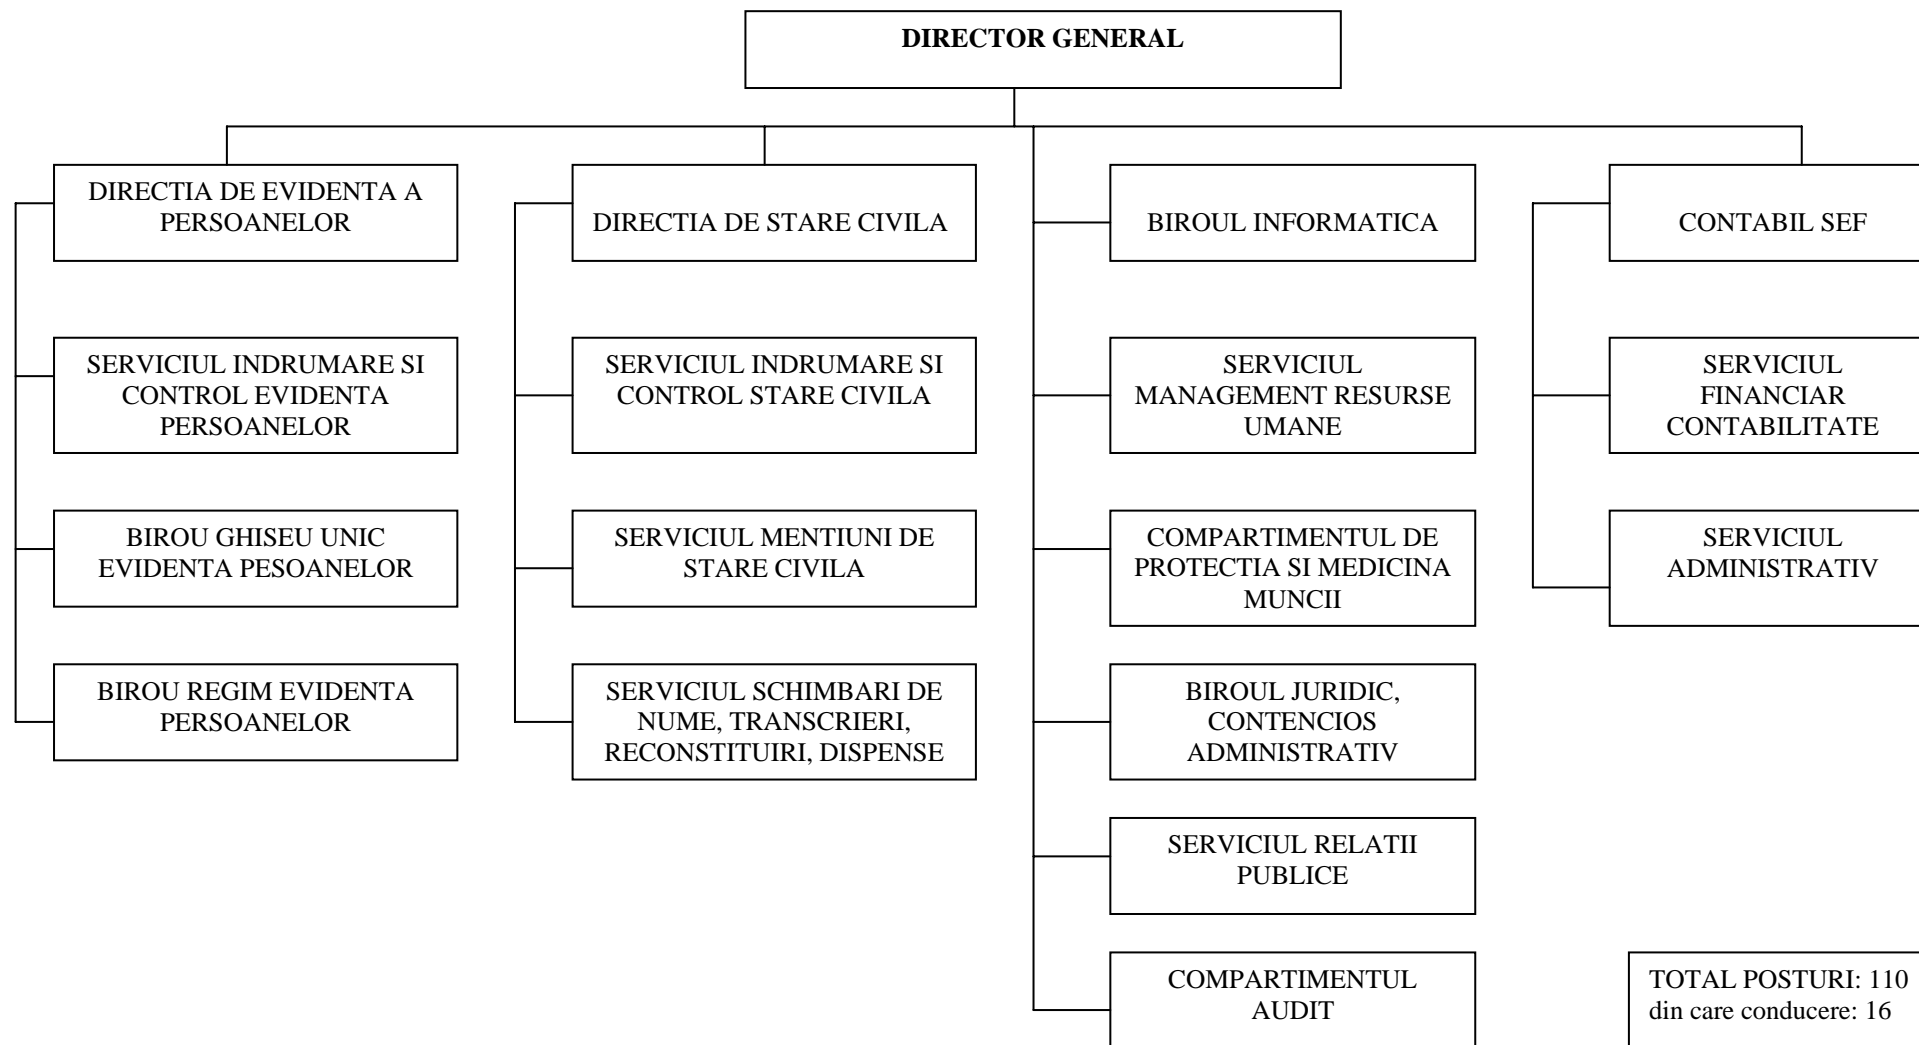 DIRECTOR GENERAL
DIRECTIA DE EVIDENTA A
PERSOANELOR
SERVICIUL INDRUMARE SI
CONTROL EVIDENTA
PERSOANELOR
BIROU GHISEU UNIC
EVIDENTA PESOANELOR
BIROU REGIM EVIDENTA
PERSOANELOR
DIRECTIA DE STARE CIVILA
SERVICIUL INDRUMARE SI
CONTROL STARE CIVILA
SERVICIUL MENTIUNI DE
STARE CIVILA
SERVICIUL SCHIMBARI DE
NUME, TRANSCRIERI,
RECONSTITUIRI, DISPENSE
BIROUL INFORMATICA
SERVICIUL
MANAGEMENT RESURSE
UMANE
COMPARTIMENTUL DE
PROTECTIA SI MEDICINA
MUNCII
BIROUL JURIDIC,
CONTENCIOS
ADMINISTRATIV
SERVICIUL RELATII
PUBLICE
COMPARTIMENTUL
AUDIT
CONTABIL SEF
SERVICIUL
FINANCIAR
CONTABILITATE
SERVICIUL
ADMINISTRATIV
TOTAL POSTURI: 110
din care conducere: 16